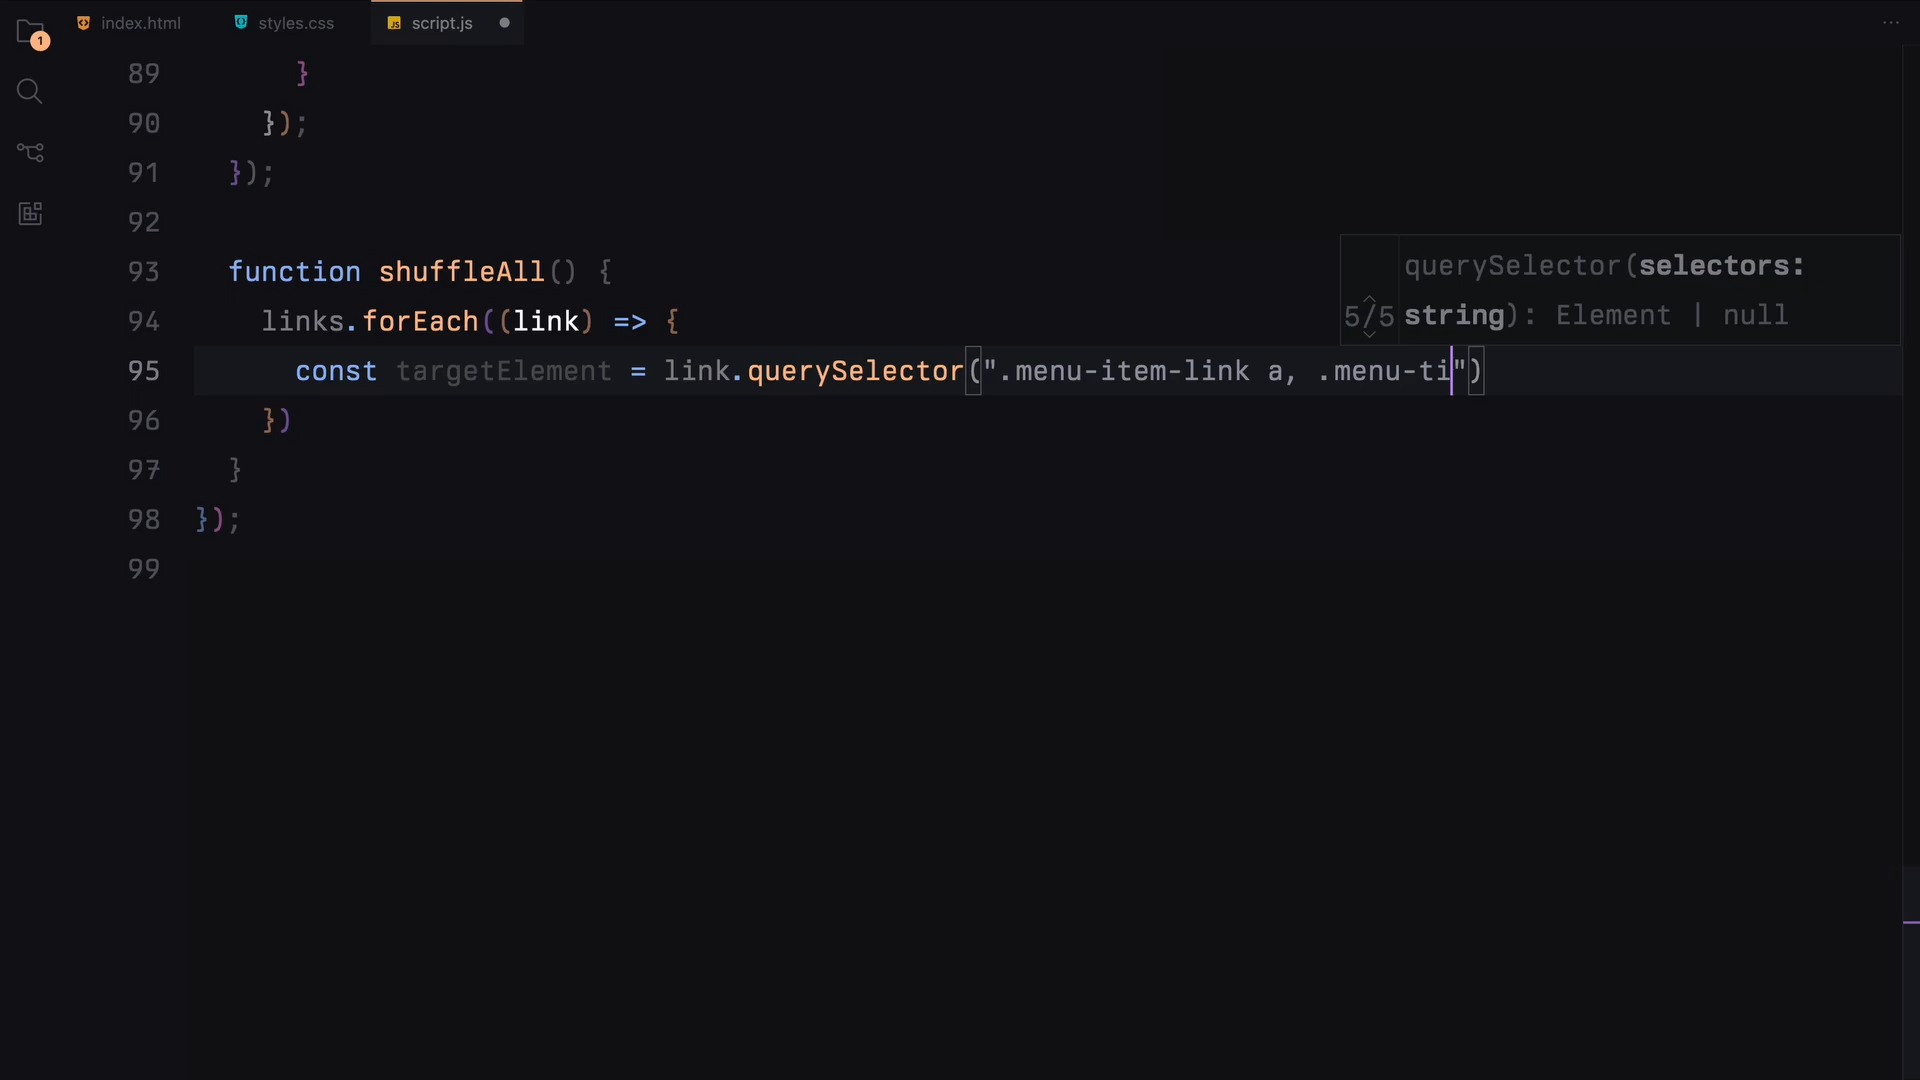 index.html
styles.css
JS script.js
1
89 }
90 });
91 });
92
93 function shuffleAll() {
94 links.forEach((link) => {
95 const targetElement = link.querySelector(".menu-item-link a, .menu-ti")
96 })
97 }
98 });
99
querySelector(selectors:
5/5 string): Element | null